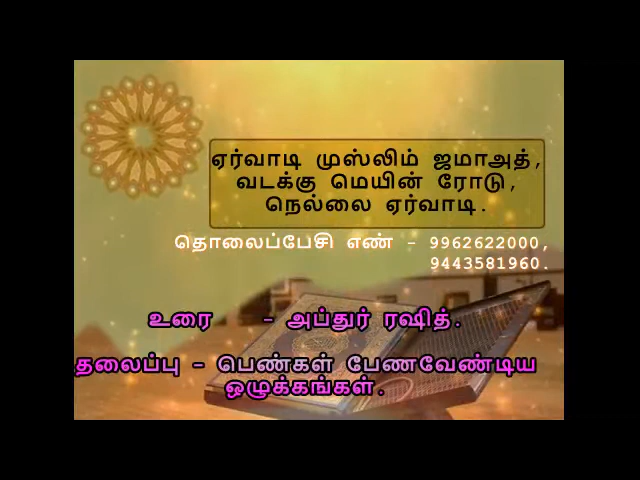 ஏர்வாடி முஸ்லிம் ஜமாஅத்,
வடக்கு மெயின் ரோடு,
நெல்லை ஏர்வாடி.
தொலைப்பேசி எண் - 9962622000,
9443581960.
உரை - அப்துர் ரஷித்.
தலைப்பு - பெண்கள் பேணவேண்டிய
ஒழுக்கங்கள்.